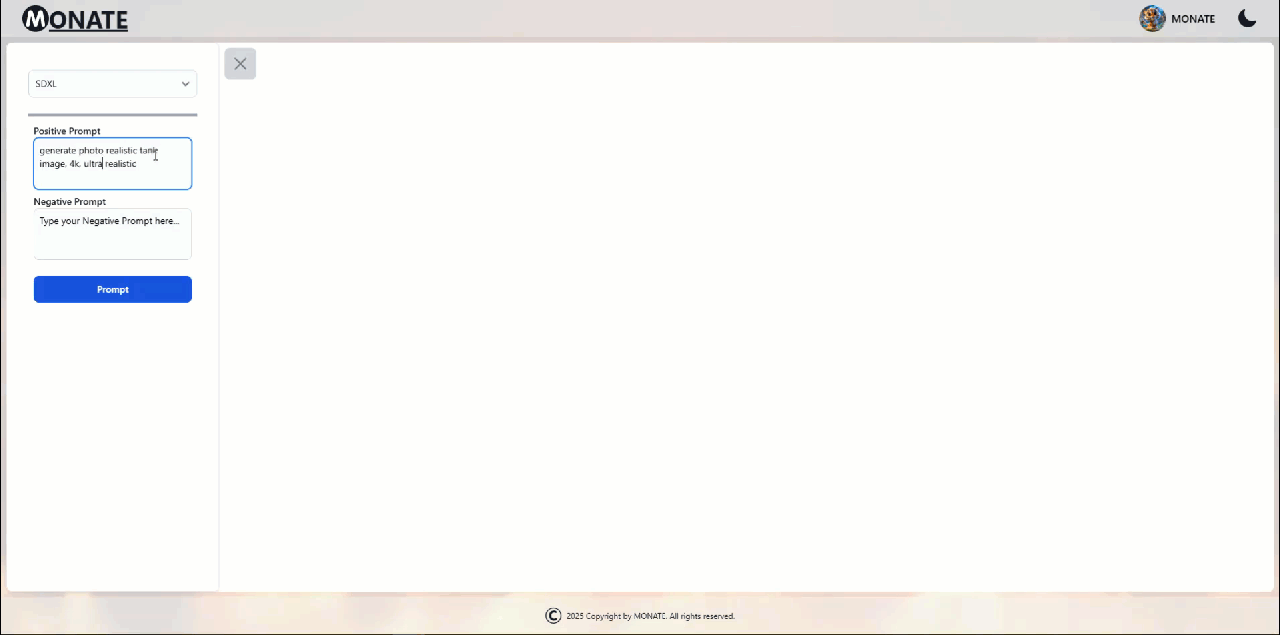 MONATE
MONATE
SDXL
Positive Prompt
generate photo realistic tank
image, 4k, ultra realistic
Negative Prompt
Type your Negative Prompt here...
Prompt
© 2025 Copyright by MONATE. All rights reserved.